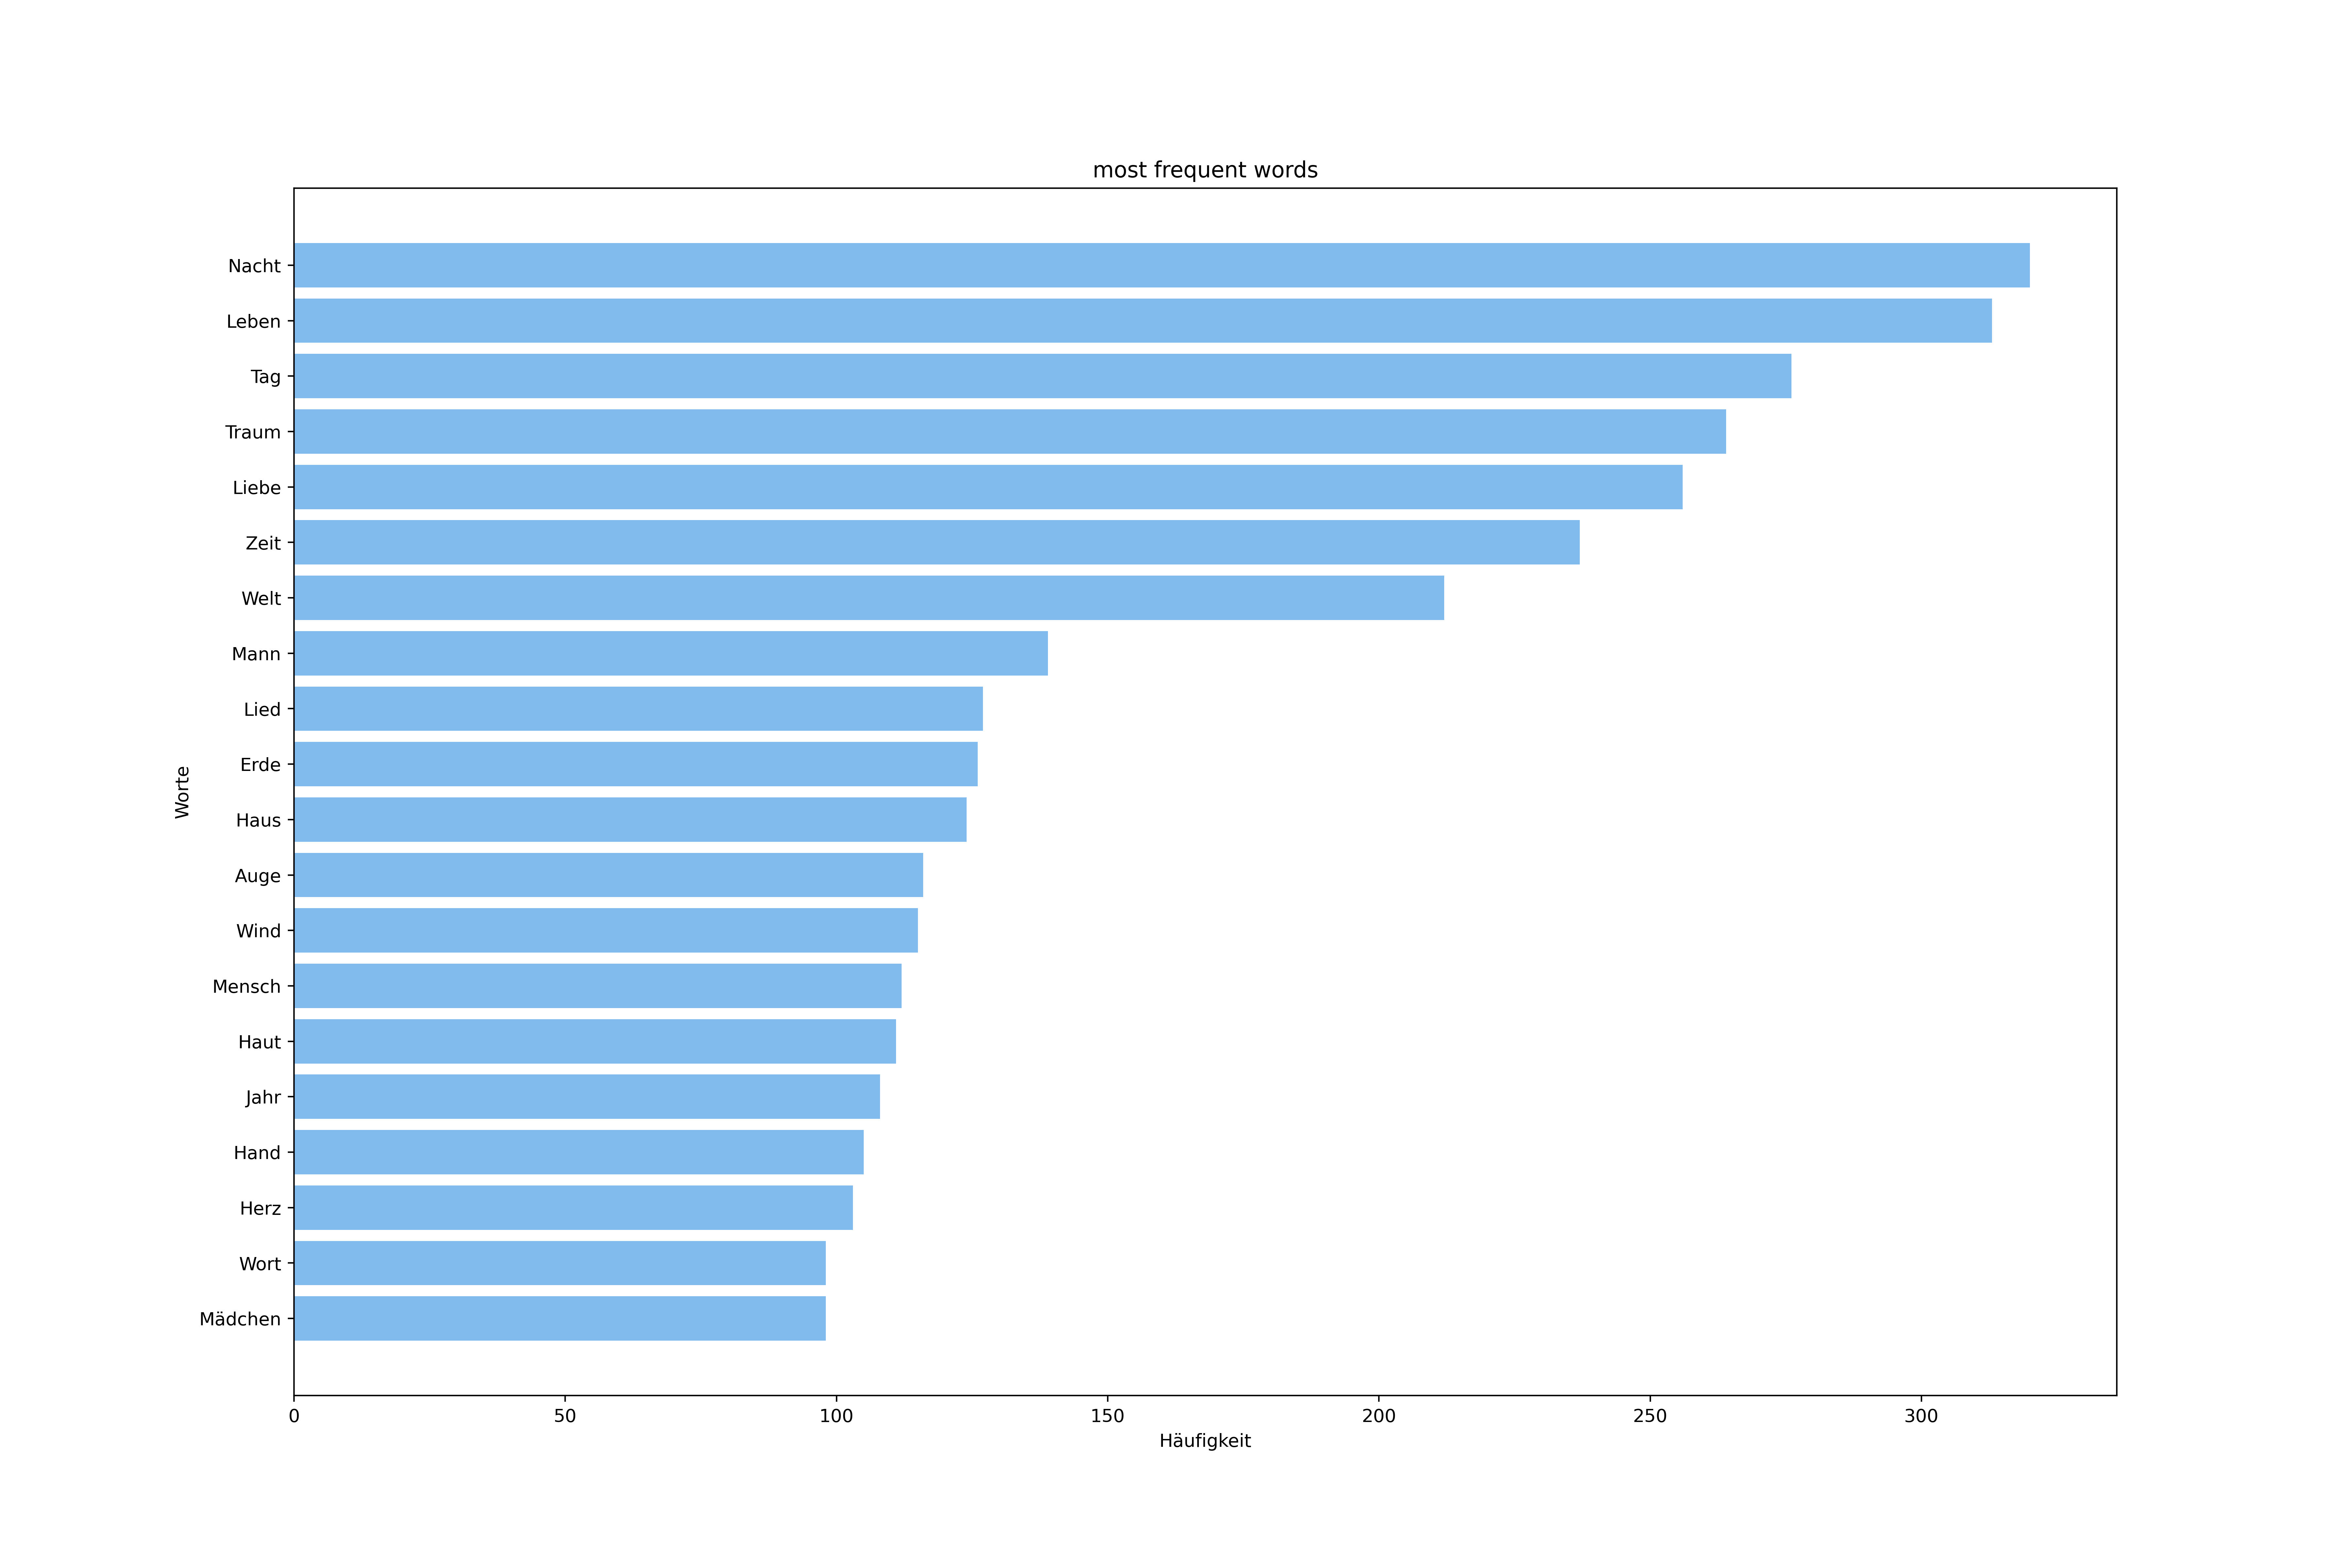 most frequent words
Nacht
Leben
Tag
Traum
Liebe
Zeit
Welt
Mann
Lied
Erde
Haus
Auge
Wind
Mensch
Haut
Jahr
Hand
Herz
Wort
Mädchen
Worte
0 50 100 150 200 250 300
Häufigkeit